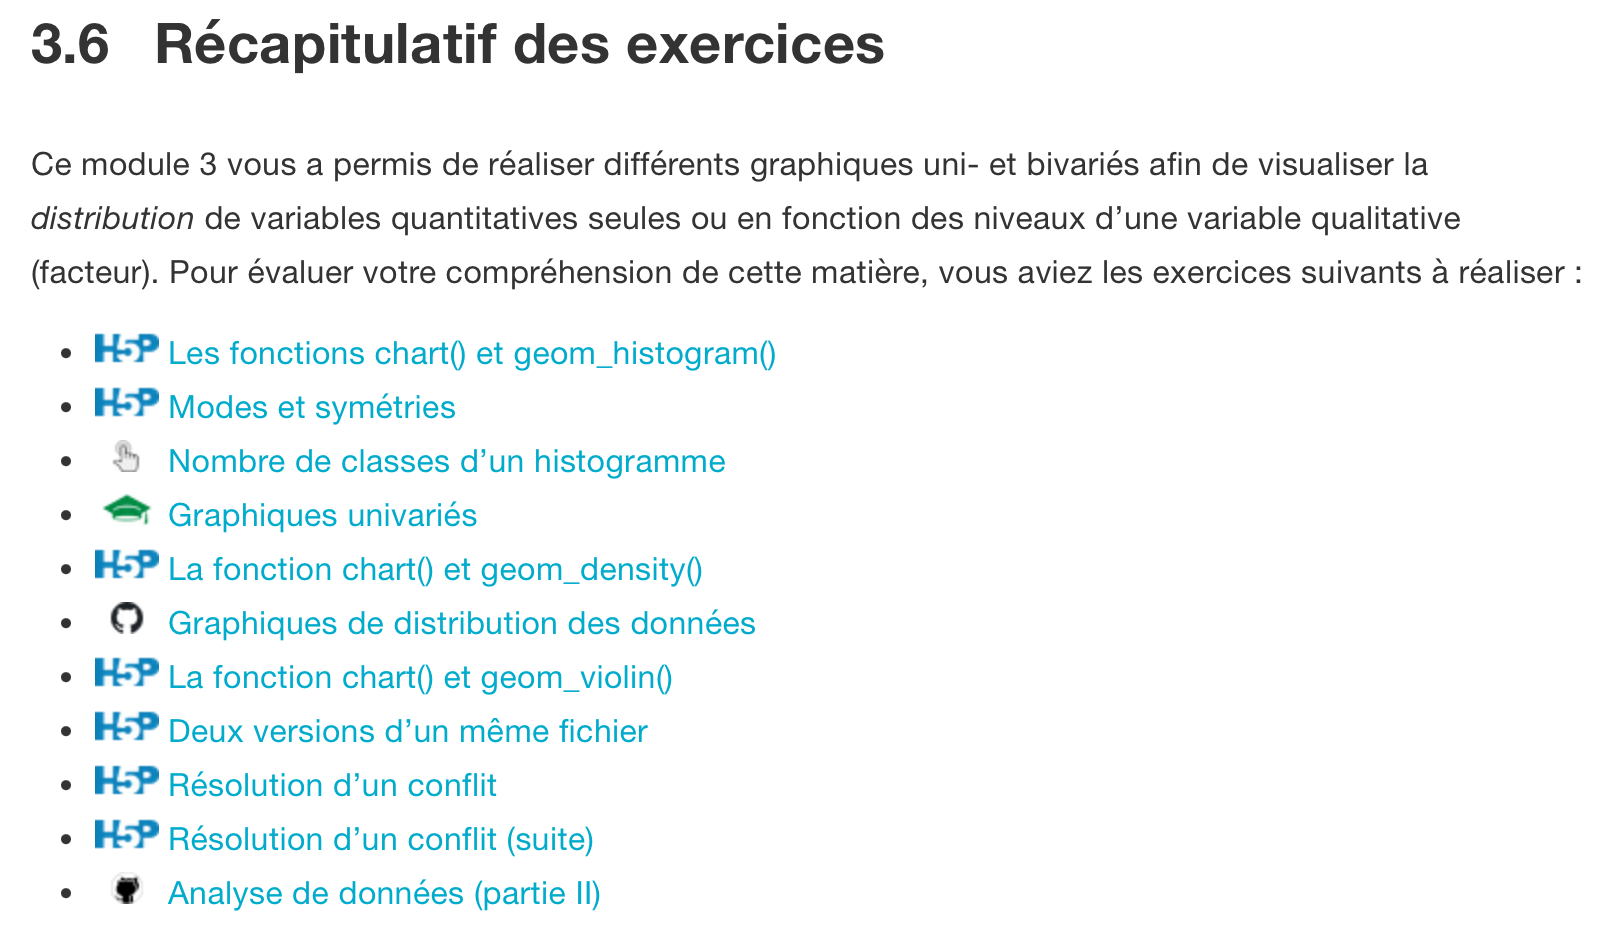 3.6 Récapitulatif des exercices
Ce module 3 vous a permis de réaliser différents graphiques uni- et bivariés afin de visualiser la
distribution de variables quantitatives seules ou en fonction des niveaux d’une variable qualitative
(facteur). Pour évaluer votre compréhension de cette matière, vous aviez les exercices suivants à réaliser :
• H5P Les fonctions chart() et geom_histogram()
• H5P Modes et symétries
• Nombre de classes d’un histogramme
• Graphiques univariés
• H5P La fonction chart() et geom_density()
• Graphiques de distribution des données
• H5P La fonction chart() et geom_violin()
• H5P Deux versions d’un même fichier
• H5P Résolution d’un conflit
• H5P Résolution d’un conflit (suite)
• Analyse de données (partie II)